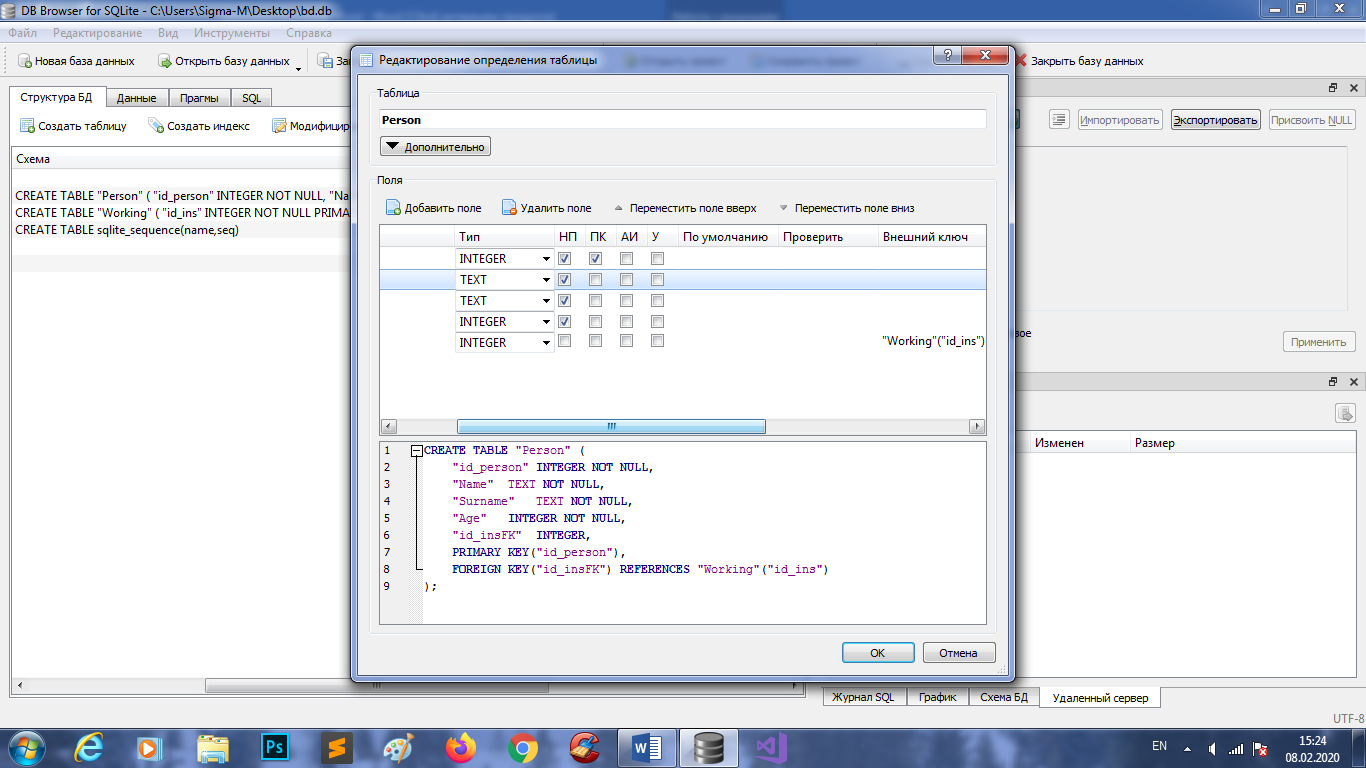 DB Browser for SQLite - C:\Users\Sigma-M\Desktop\bd.db
Файл Редактирование Вид Инструменты Справка
Новая база данных Открыть базу данных Закрыть базу данных
Структура БД Данные Прагмы SQL
Создать таблицу Создать индекс
Схема
CREATE TABLE "Person" ( "id_person" INTEGER NOT NULL,
CREATE TABLE "Working" ( "id_ins" INTEGER NOT NULL
CREATE TABLE sqlite_sequence(name,seq)
Редактирование определения таблицы
Таблица
Person
Дополнительно
Поля
Добавить поле Удалить поле Переместить поле вверх Переместить поле вниз
Тип НП ПК АИ У По умолчанию Проверить Внешний ключ
INTEGER
TEXT
TEXT
INTEGER
INTEGER "Working"("id_ins")
1 CREATE TABLE "Person" (
2 "id_person" INTEGER NOT NULL,
3 "Name" TEXT NOT NULL,
4 "Surname" TEXT NOT NULL,
5 "Age" INTEGER NOT NULL,
6 "id_insFK" INTEGER,
7 PRIMARY KEY("id_person"),
8 FOREIGN KEY("id_insFK") REFERENCES "Working"("id_ins")
9 );
OK Отмена
Импортировать Экспортировать Присвоить NULL
Применить
Изменен Размер
Журнал SQL График Схема БД Удаленный сервер
UTF-8
EN 15:24
08.02.2020